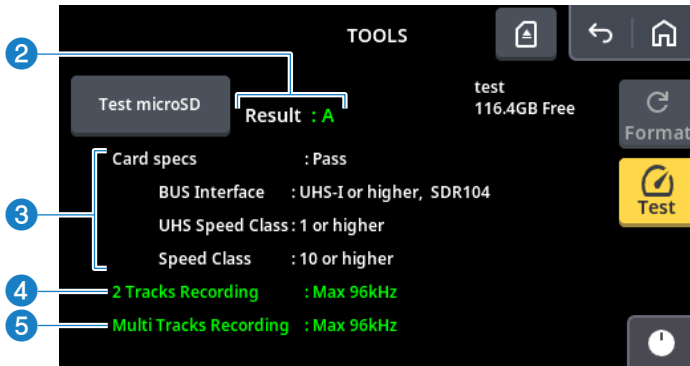 TOOLS
2
Test microSD
Result : A
test
116.4GB Free
Format
3
Card specs : Pass
BUS Interface : UHS-I or higher, SDR104
UHS Speed Class : 1 or higher
Speed Class : 10 or higher
Test
4
2 Tracks Recording : Max 96kHz
5
Multi Tracks Recording : Max 96kHz